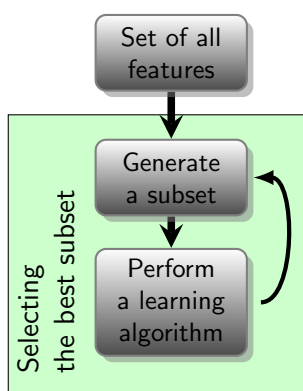 Set of all
features
Generate
a subset
Perform
a learning
algorithm
Selecting
the best subset